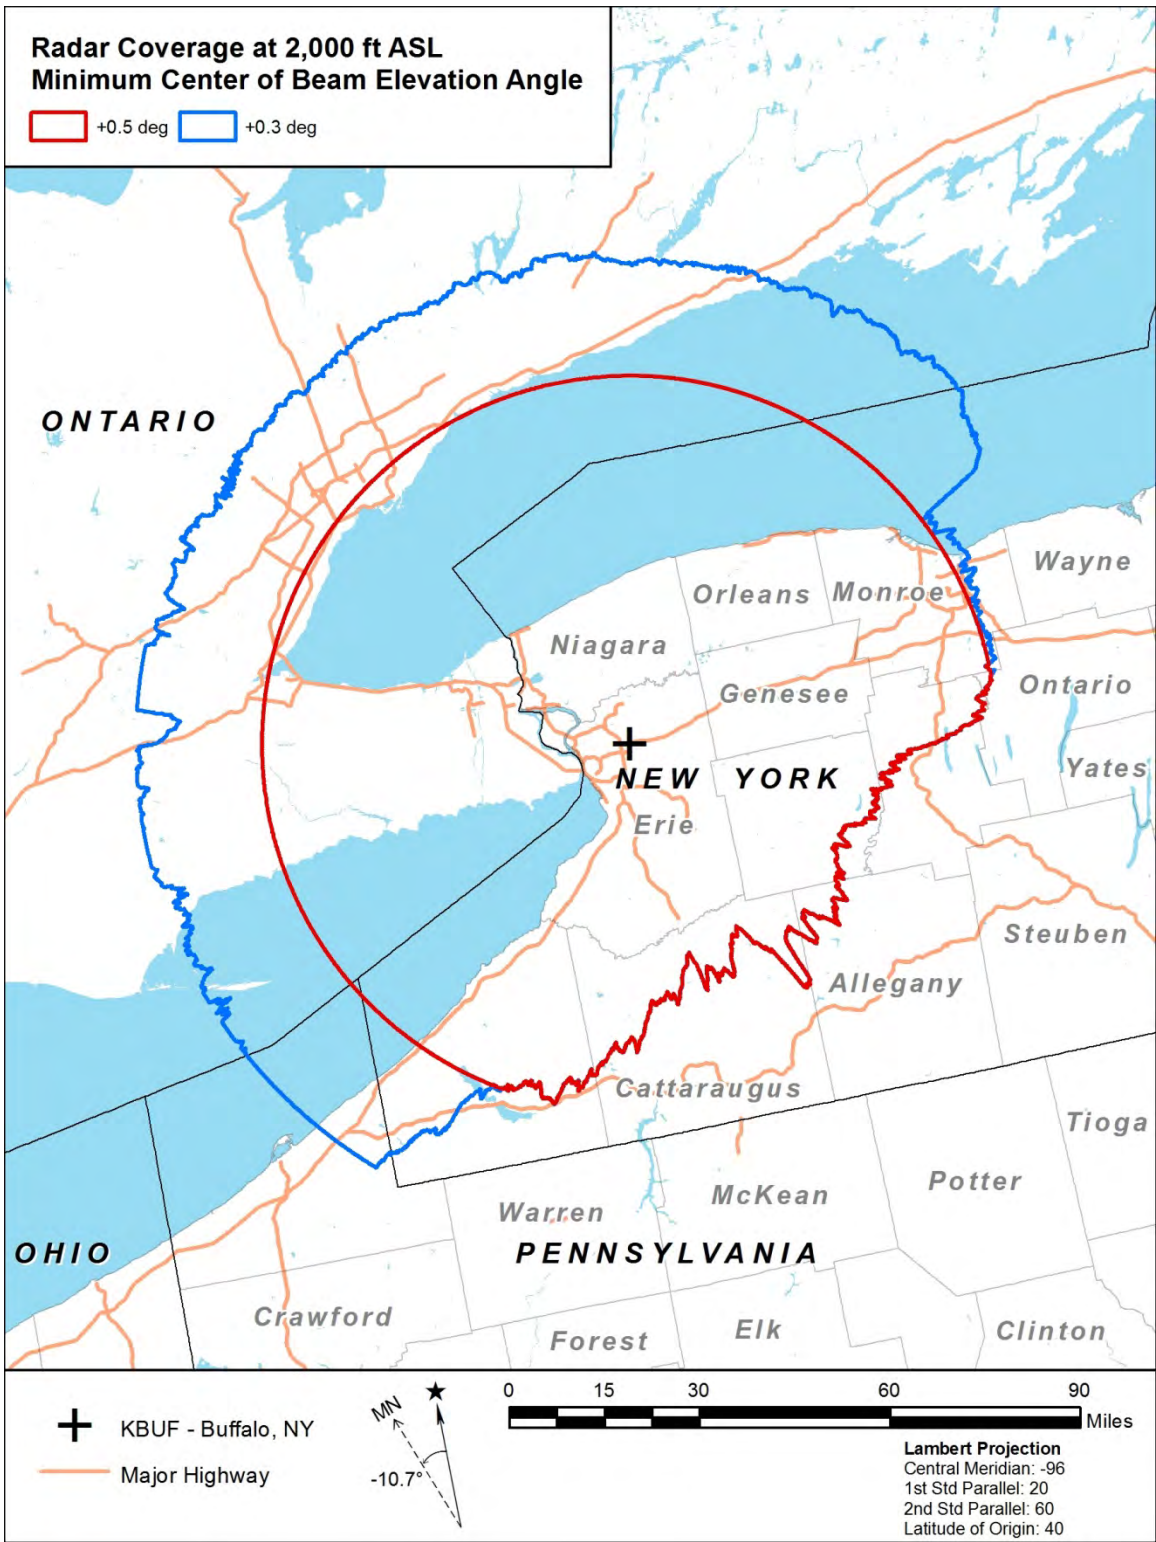 Radar Coverage at 2,000 ft ASL
Minimum Center of Beam Elevation Angle
+0.5 deg +0.3 deg
ONTARIO
Wayne
Orleans Monroe
Niagara
Genesee
Ontario
Yates
NEW YORK
Erie
Steuben
Allegany
Cattaraugus
Tioga
Potter
McKean
Warren
OHIO
PENNSYLVANIA
Crawford
Forest
Elk
Clinton
0 15 30 60 90
Miles
MN
-10.7°
KBUF - Buffalo, NY
Major Highway
Lambert Projection
Central Meridian: -96
1st Std Parallel: 20
2nd Std Parallel: 60
Latitude of Origin: 40